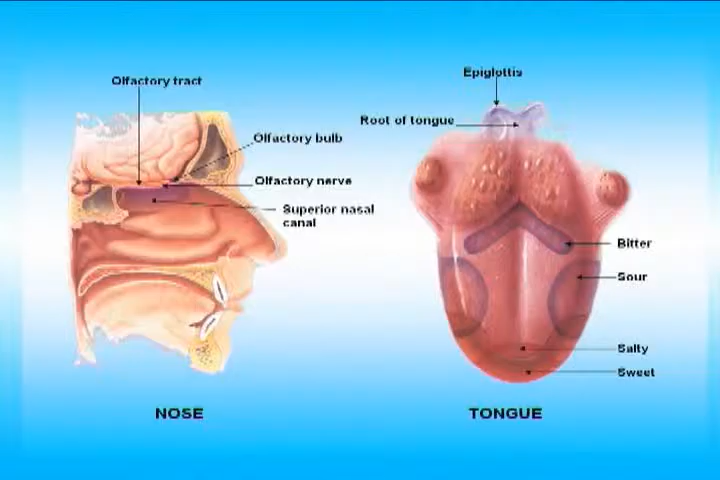 Olfactory tract
Olfactory bulb
Olfactory nerve
Superior nasal
canal
NOSE
Epiglottis
Root of tongue
Bitter
Sour
Salty
Sweet
TONGUE